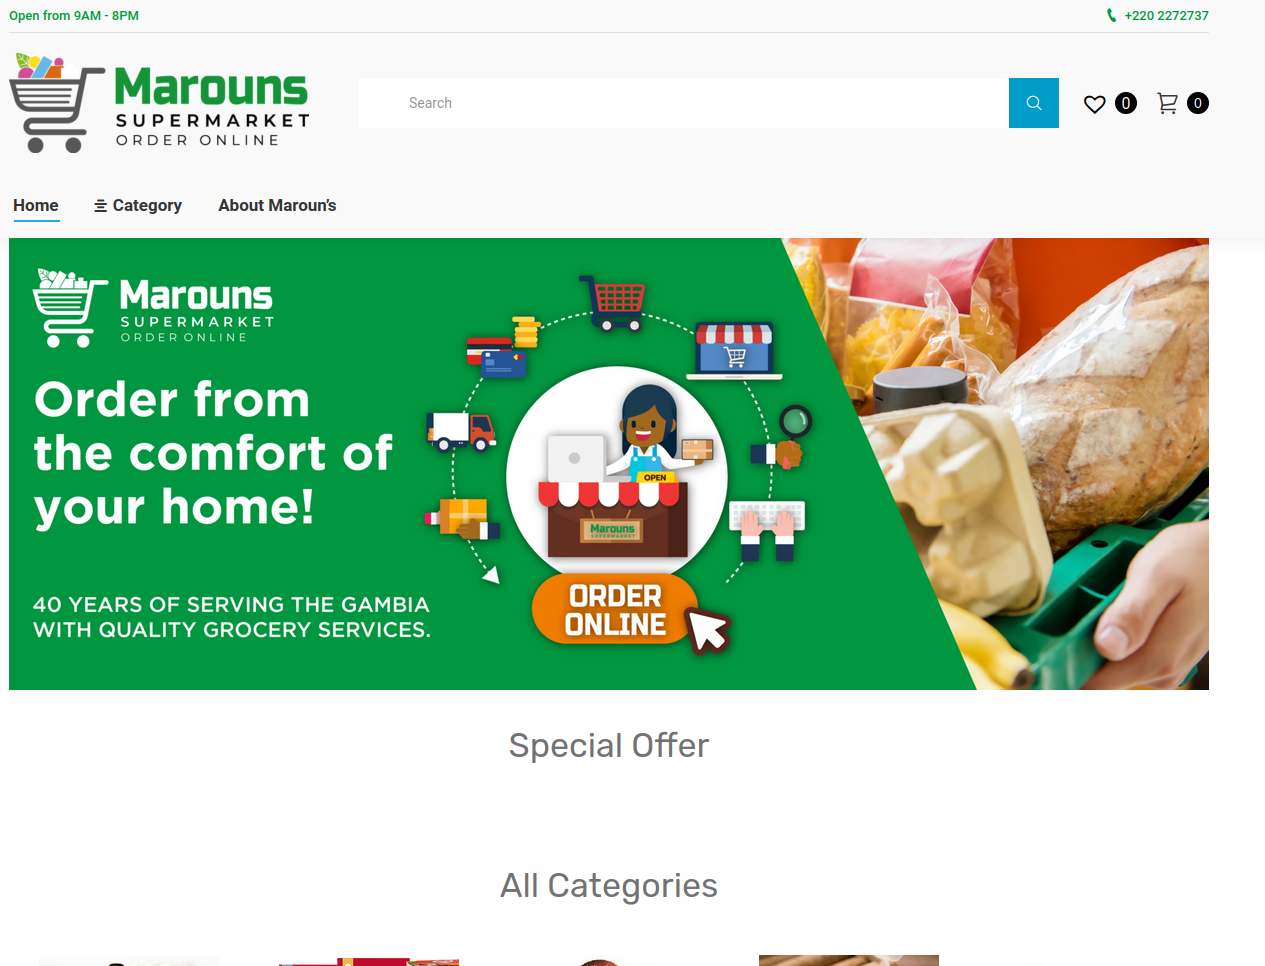 Open from 9AM - 8PM
+220 2272737
Marouns
SUPERMARKET
ORDER ONLINE
Search
0
0
Home
Category
About Maroun's
Marouns
SUPERMARKET
ORDER ONLINE
Order from
the comfort of
your home!
40 YEARS OF SERVING THE GAMBIA
WITH QUALITY GROCERY SERVICES.
OPEN
Marouns
SUPERMARKET
ORDER
ONLINE
Special Offer
All Categories